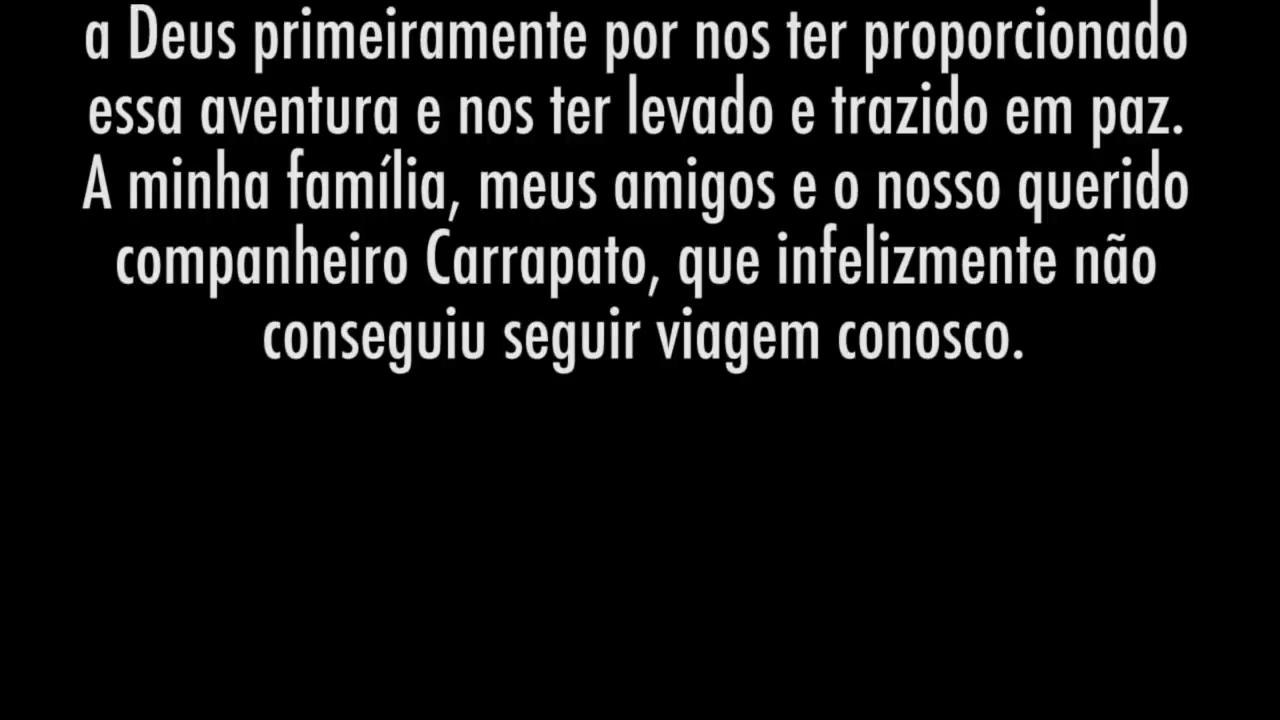 a Deus primeiramente por nos ter proporcionado
essa aventura e nos ter levado e trazido em paz.
A minha família, meus amigos e o nosso querido
companheiro Carrapato, que infelizmente não
conseguiu seguir viagem conosco.